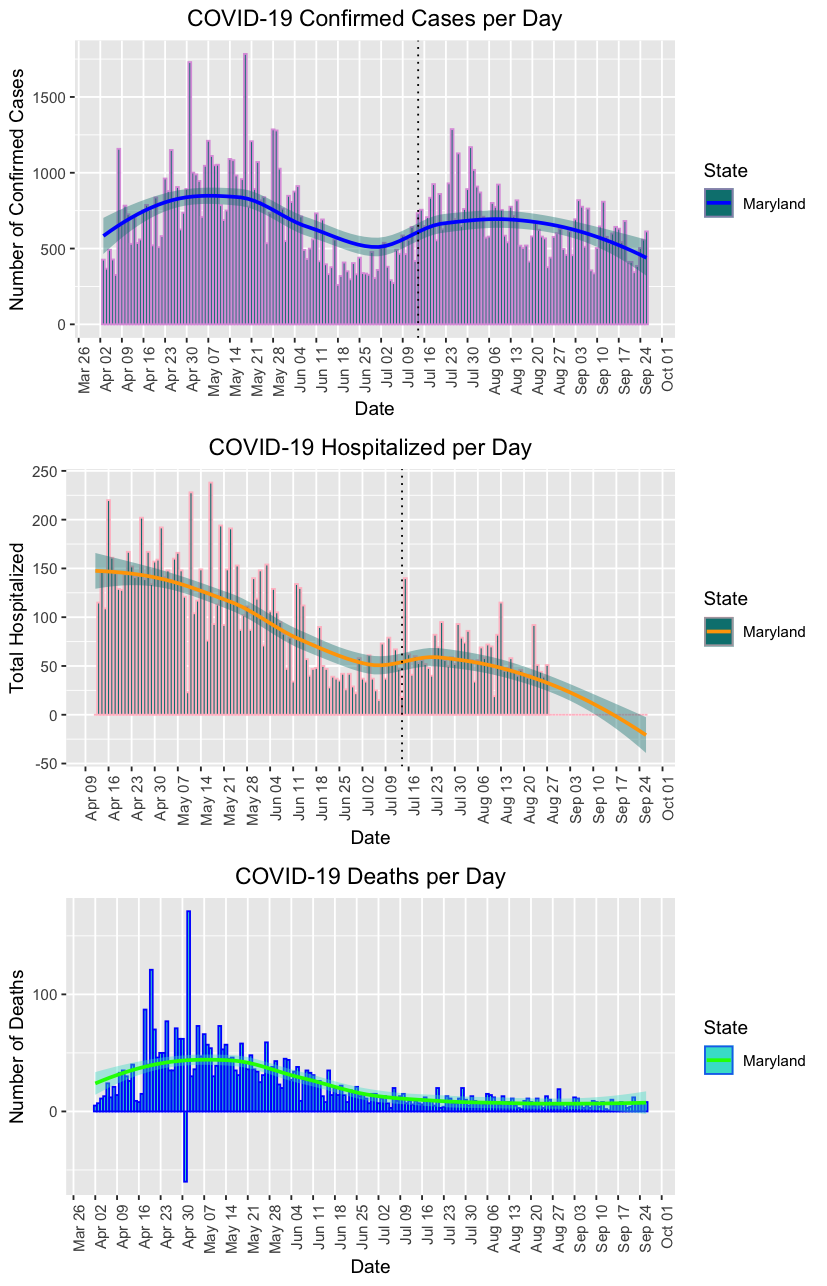 COVID-19 Confirmed Cases per Day
Number of Confirmed Cases
1500
1000
500
0
Mar 26
Apr 02
Apr 09
Apr 16
Apr 23
Apr 30
May 07
May 14
May 21
May 28
Jun 04
Jun 11
Jun 18
Jun 25
Jul 02
Jul 09
Jul 16
Jul 23
Jul 30
Aug 06
Aug 13
Aug 20
Aug 27
Sep 03
Sep 10
Sep 17
Sep 24
Oct 01
Date
State
Maryland
COVID-19 Hospitalized per Day
Total Hospitalized
250
200
150
100
50
0
-50
Apr 09
Apr 16
Apr 23
Apr 30
May 07
May 14
May 21
May 28
Jun 04
Jun 11
Jun 18
Jun 25
Jul 02
Jul 09
Jul 16
Jul 23
Jul 30
Aug 06
Aug 13
Aug 20
Aug 27
Sep 03
Sep 10
Sep 17
Sep 24
Oct 01
Date
State
Maryland
COVID-19 Deaths per Day
Number of Deaths
100
0
Mar 26
Apr 02
Apr 09
Apr 16
Apr 23
Apr 30
May 07
May 14
May 21
May 28
Jun 04
Jun 11
Jun 18
Jun 25
Jul 02
Jul 09
Jul 16
Jul 23
Jul 30
Aug 06
Aug 13
Aug 20
Aug 27
Sep 03
Sep 10
Sep 17
Sep 24
Oct 01
Date
State
Maryland